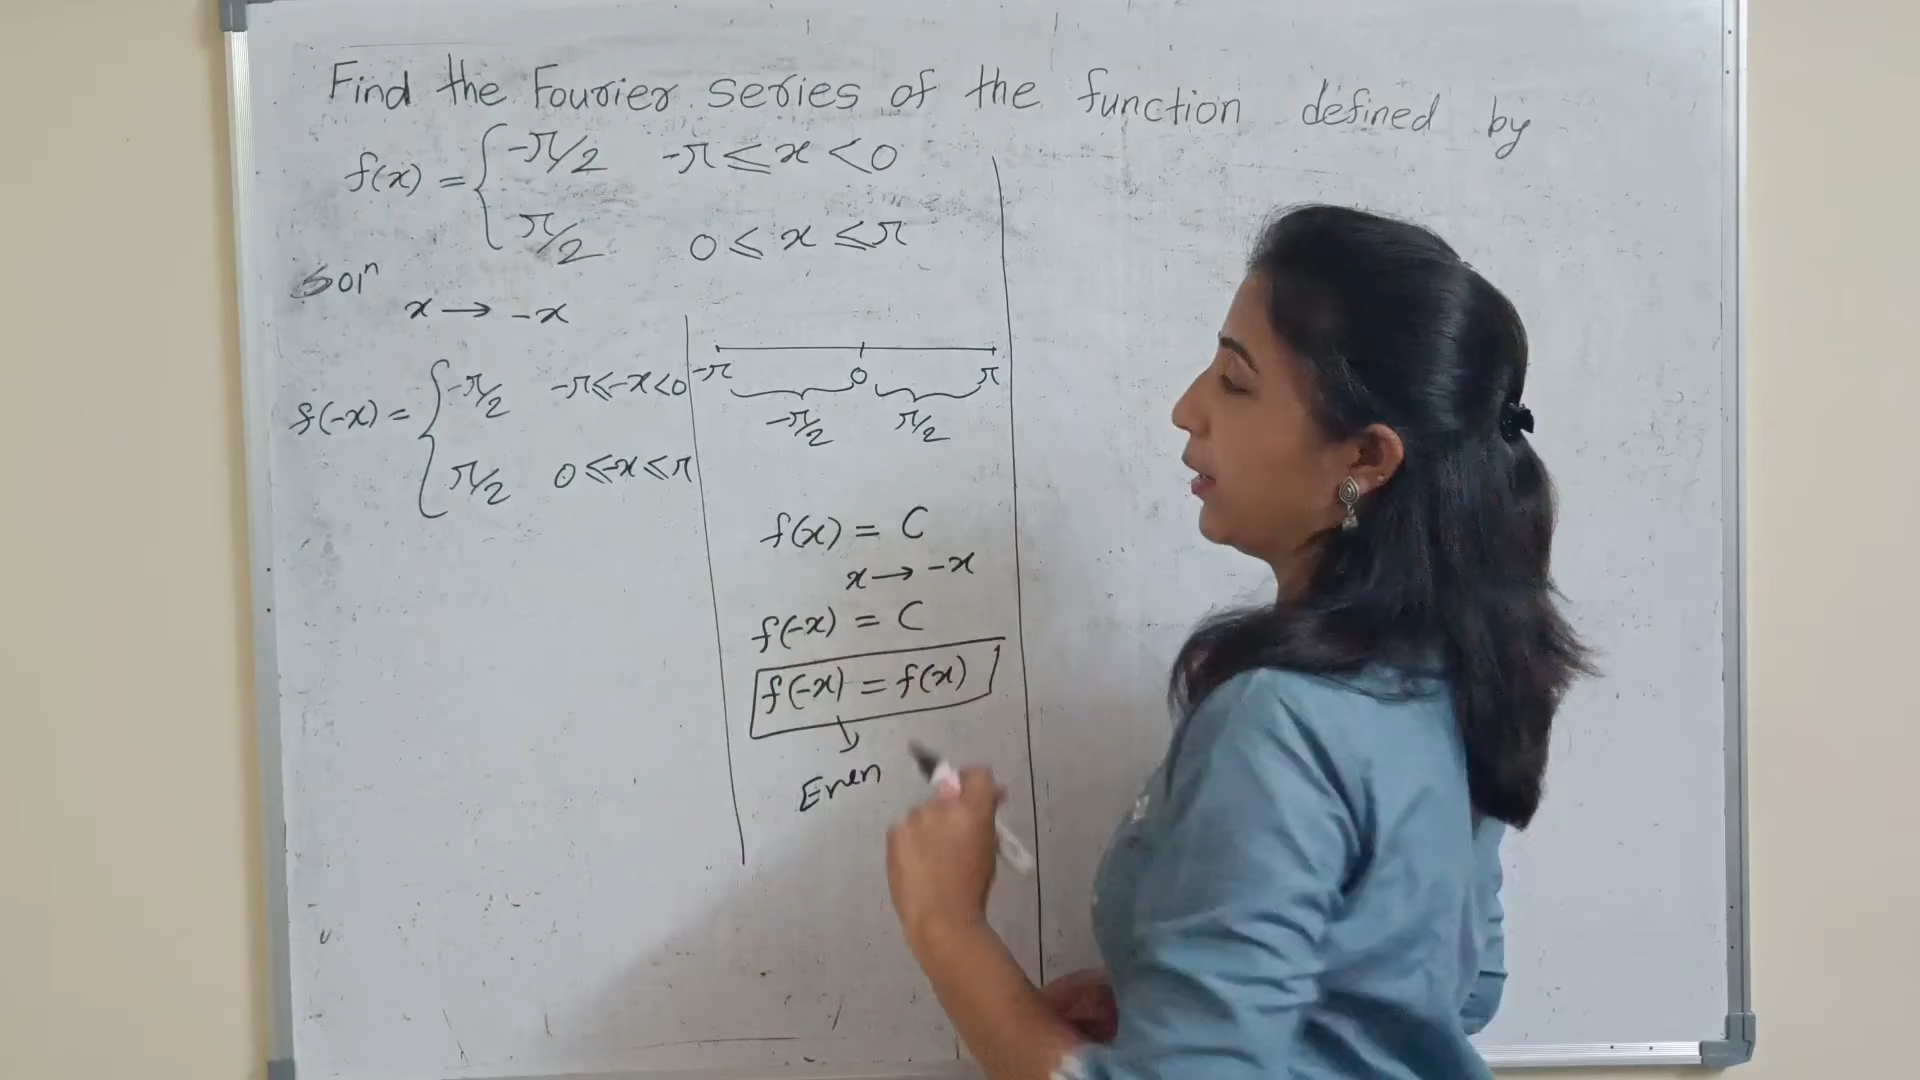 Find the Fourier series of the function defined by
f(x) = { -π/2   -π ≤ x < 0
π/2   0 ≤ x ≤ π
Solⁿ
x → -x
f(-x) = { -π/2   -π ≤ -x < 0
π/2   0 ≤ -x ≤ π
-π   0   π
-π/2   π/2
f(x) = C
x → -x
f(-x) = C
f(-x) = f(x)
Even